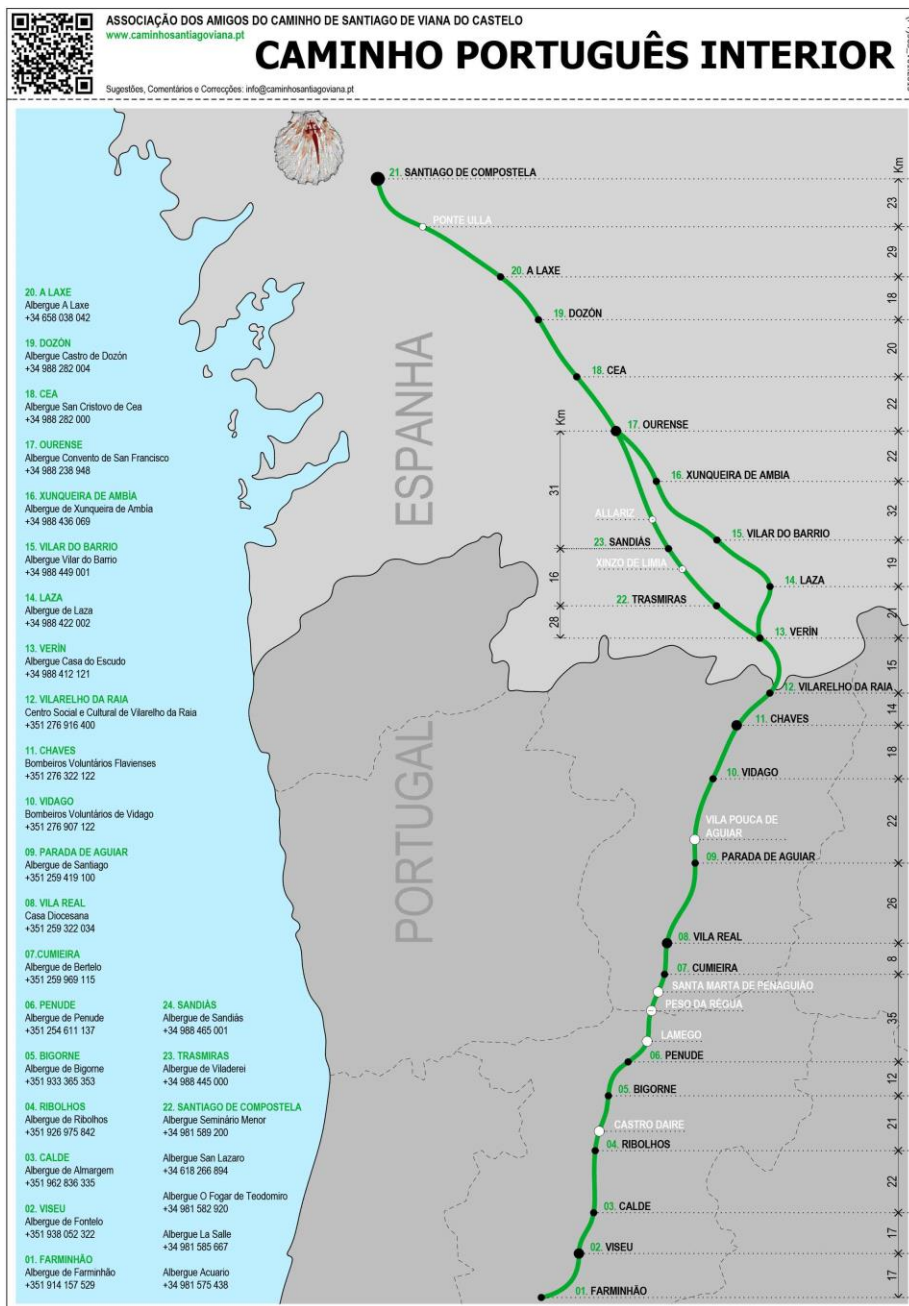 ASSOCIAÇÃO DOS AMIGOS DO CAMINHO DE SANTIAGO DE VIANA DO CASTELO
www.caminhosantiagoviana.pt
CAMINHO PORTUGUÊS INTERIOR
Sugestões, Comentários e Correcções: info@caminhosantiagoviana.pt
Km
21. SANTIAGO DE COMPOSTELA
23
PONTE ULLA
29
20. A LAXE
18
19. DOZÓN
20
18. CEA
22
Km
17. OURENSE
22
16. XUNQUEIRA DE AMBIA
31
32
ALLARIZ
15. VILAR DO BARRIO
23. SANDIÁS
19
XINZO DE LIMIA
16
14. LAZA
22. TRASMIRAS
21
28
13. VERÍN
15
12. VILARELHO DA RAIA
14
11. CHAVES
18
10. VIDAGO
22
VILA POUCA DE
AGUIAR
09. PARADA DE AGUIAR
26
08. VILA REAL
8
07. CUMIEIRA
SANTA MARTA DE PENAGUIÃO
PESO DA RÉGUA
35
LAMEGO
06. PENUDE
12
05. BIGORNE
CASTRO DAIRE
21
04. RIBOLHOS
22
03. CALDE
17
02. VISEU
17
01. FARMINHÃO
ESPANHA
PORTUGAL
20. A LAXE
Albergue A Laxe
+34 658 038 042
19. DOZÓN
Albergue Castro de Dozón
+34 988 282 004
18. CEA
Albergue San Cristovo de Cea
+34 988 282 000
17. OURENSE
Albergue Convento de San Francisco
+34 988 238 948
16. XUNQUEIRA DE AMBÍA
Albergue de Xunqueira de Ambía
+34 988 436 069
15. VILAR DO BARRIO
Albergue Vilar do Barrio
+34 988 449 001
14. LAZA
Albergue de Laza
+34 988 422 002
13. VERÍN
Albergue Casa do Escudo
+34 988 412 121
12. VILARELHO DA RAIA
Centro Social e Cultural de Vilarelho da Raia
+351 276 916 400
11. CHAVES
Bombeiros Voluntários Flavienses
+351 276 322 122
10. VIDAGO
Bombeiros Voluntários de Vidago
+351 276 907 122
09. PARADA DE AGUIAR
Albergue de Santiago
+351 259 419 100
08. VILA REAL
Casa Diocesana
+351 259 322 034
07.CUMIEIRA
Albergue de Bertelo
+351 259 969 115
06. PENUDE
Albergue de Penude
+351 254 611 137
05. BIGORNE
Albergue de Bigorne
+351 933 365 353
04. RIBOLHOS
Albergue de Ribolhos
+351 926 975 842
03. CALDE
Albergue de Almargem
+351 962 836 335
02. VISEU
Albergue de Fontelo
+351 938 052 322
01. FARMINHÃO
Albergue de Farminhão
+351 914 157 529
24. SANDIÁS
Albergue de Sandiás
+34 988 465 001
23. TRASMIRAS
Albergue de Viladerei
+34 988 445 000
22. SANTIAGO DE COMPOSTELA
Albergue Seminário Menor
+34 981 589 200
Albergue San Lazaro
+34 618 266 894
Albergue O Fogar de Teodomiro
+34 981 582 920
Albergue La Salle
+34 981 585 667
Albergue Acuario
+34 981 575 438